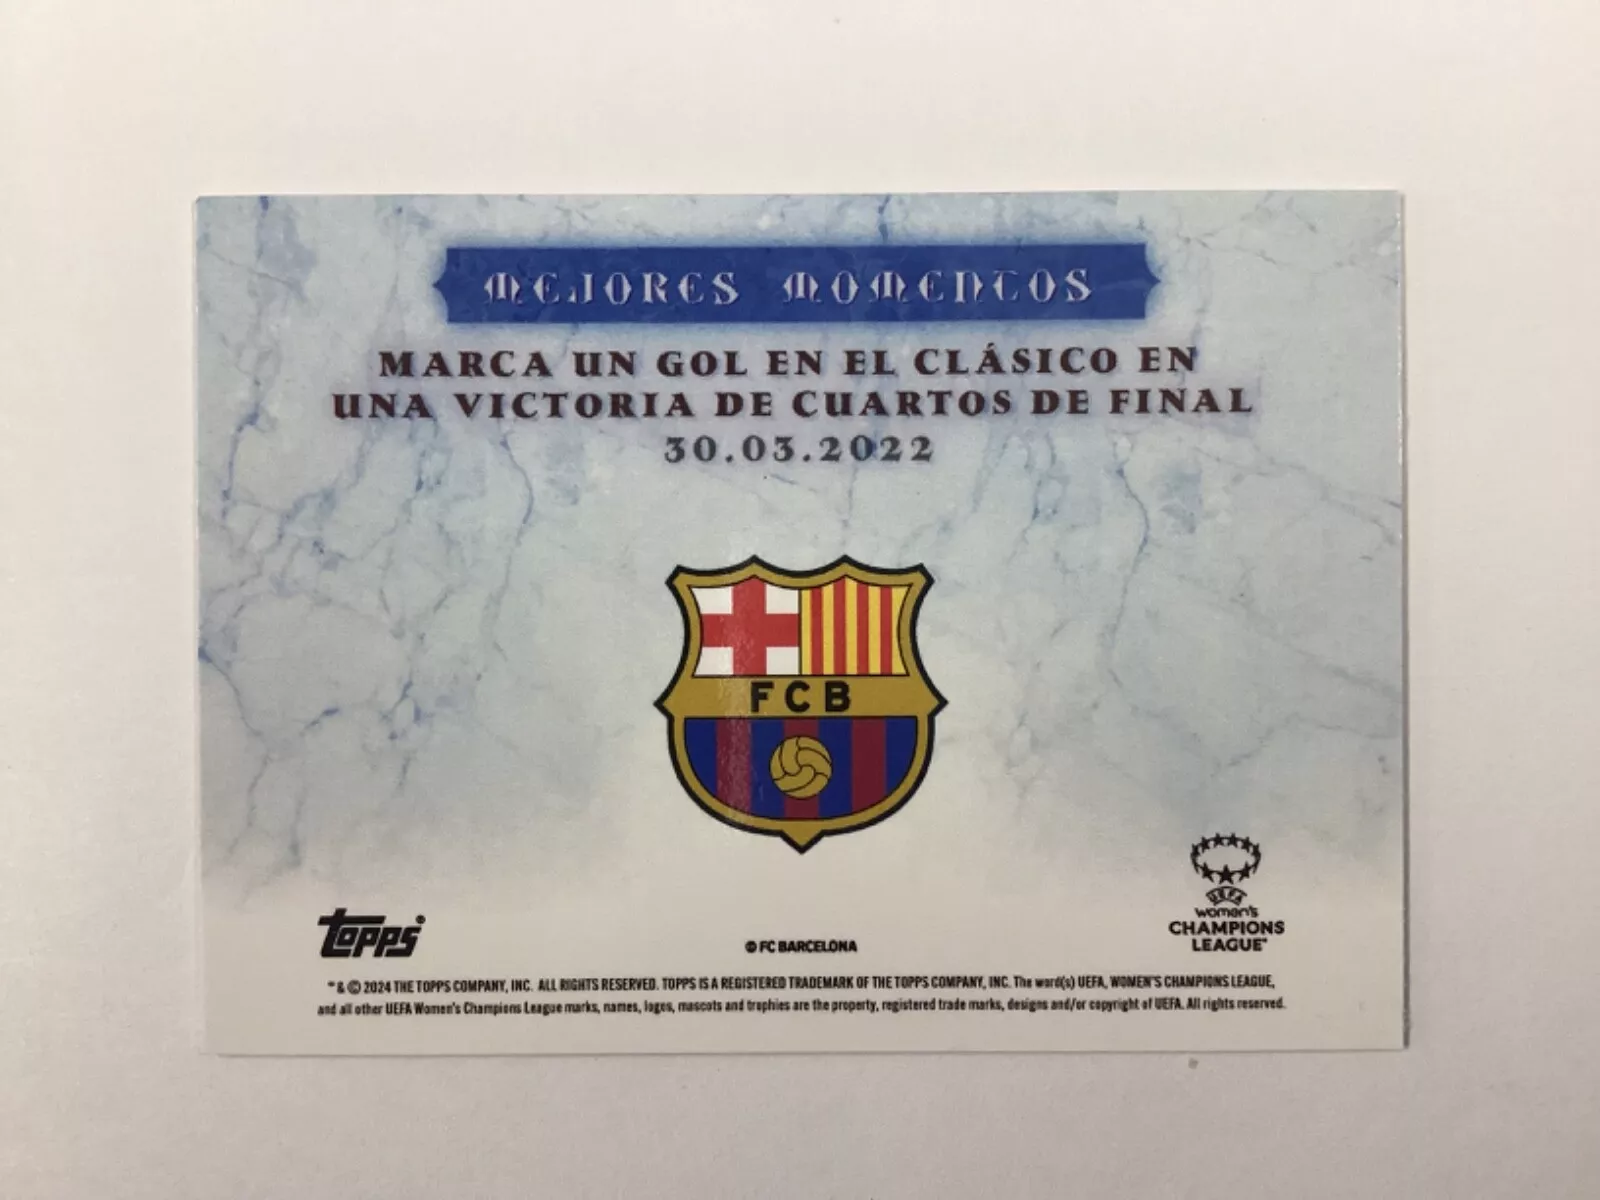 MEJORES MOMENTOS
MARCA UN GOL EN EL CLÁSICO EN
UNA VICTORIA DE CUARTOS DE FINAL
30.03.2022
FCB
topps®
© FC BARCELONA
UEFA
women's
CHAMPIONS
LEAGUE™
™ & © 2024 THE TOPPS COMPANY, INC. ALL RIGHTS RESERVED. TOPPS IS A REGISTERED TRADEMARK OF THE TOPPS COMPANY, INC. The word(s) UEFA, WOMEN'S CHAMPIONS LEAGUE,
and all other UEFA Women's Champions League marks, names, logos, mascots and trophies are the property, registered trade marks, designs and/or copyright of UEFA. All rights reserved.